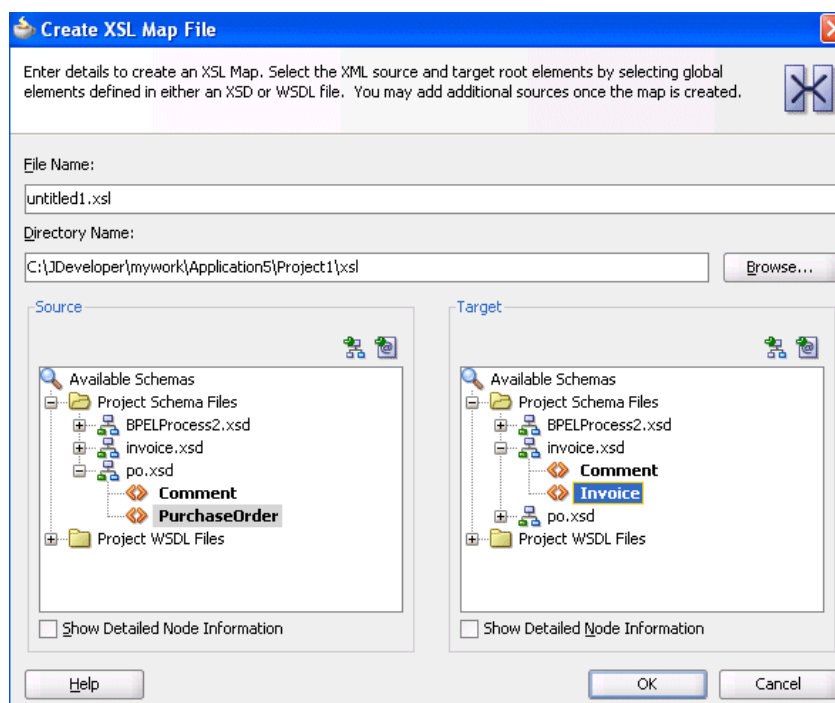 Create XSL Map File
Enter details to create an XSL Map. Select the XML source and target root elements by selecting global
elements defined in either an XSD or WSDL file. You may add additional sources once the map is created.
File Name:
untitled1.xsl
Directory Name:
C:\JDeveloper\mywork\Application5\Project1\xsl
Browse...
Source
Available Schemas
Project Schema Files
BPELProcess2.xsd
invoice.xsd
po.xsd
Comment
PurchaseOrder
Project WSDL Files
Show Detailed Node Information
Target
Available Schemas
Project Schema Files
BPELProcess2.xsd
invoice.xsd
Comment
Invoice
po.xsd
Project WSDL Files
Show Detailed Node Information
Help
OK
Cancel